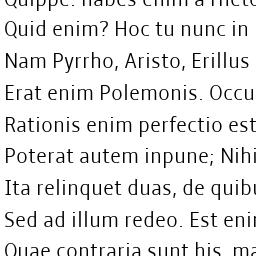 Quippe: habes enim a rheto
Quid enim? Hoc tu nunc in
Nam Pyrrho, Aristo, Erillus
Erat enim Polemonis. Occu
Rationis enim perfectio est
Poterat autem inpune; Nihi
Ita relinquet duas, de quibu
Sed ad illum redeo. Est enim
Quae contraria sunt his, ma